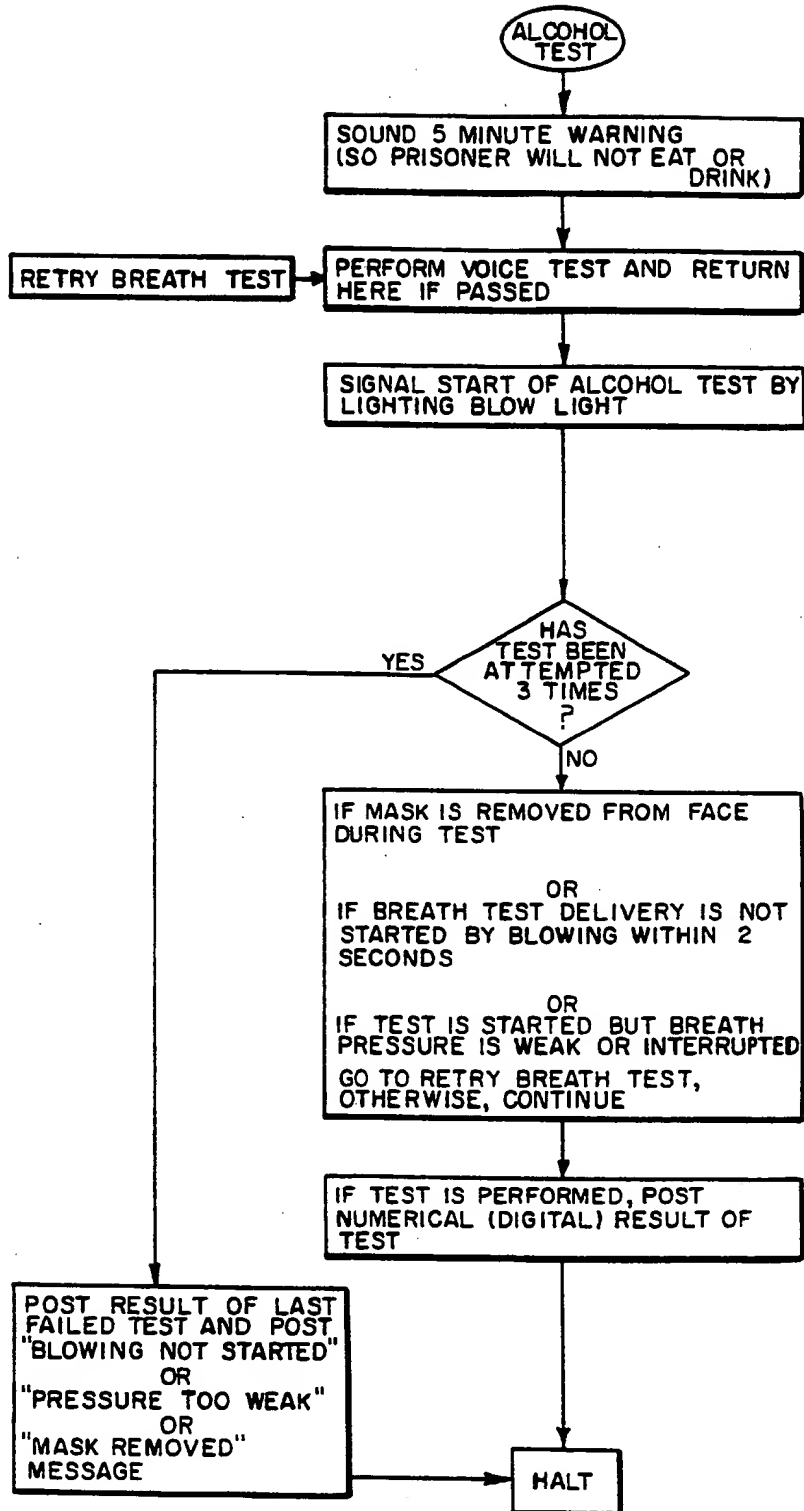 ALCOHOL
TEST
SOUND 5 MINUTE WARNING
(SO PRISONER WILL NOT EAT OR
DRINK)
RETRY BREATH TEST
PERFORM VOICE TEST AND RETURN
HERE IF PASSED
SIGNAL START OF ALCOHOL TEST BY
LIGHTING BLOW LIGHT
HAS
TEST BEEN
ATTEMPTED
3 TIMES
?
YES
NO
IF MASK IS REMOVED FROM FACE
DURING TEST
OR
IF BREATH TEST DELIVERY IS NOT
STARTED BY BLOWING WITHIN 2
SECONDS
OR
IF TEST IS STARTED BUT BREATH
PRESSURE IS WEAK OR INTERRUPTED
GO TO RETRY BREATH TEST,
OTHERWISE, CONTINUE
IF TEST IS PERFORMED, POST
NUMERICAL (DIGITAL) RESULT OF
TEST
POST RESULT OF LAST
FAILED TEST AND POST
"BLOWING NOT STARTED"
OR
"PRESSURE TOO WEAK"
OR
"MASK REMOVED"
MESSAGE
HALT